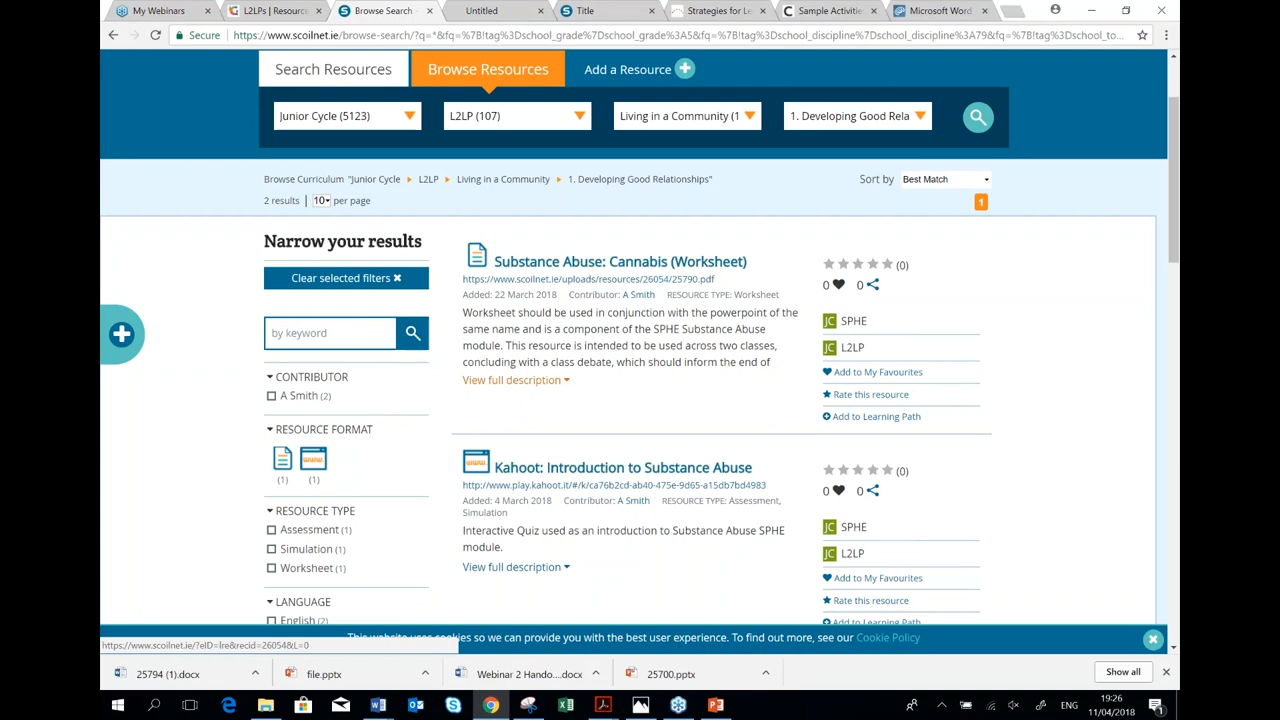 My Webinars
L2LPs | Resource
Browse Search -
Untitled
Title
Strategies for Le
Sample Activities
Microsoft Word
Secure
https://www.scoilnet.ie/browse-search/?q=*&fq=%7B!tag%3Dschool_grade%7Dschool_grade%3A5&fq=%7B!tag%3Dschool_discipline%7Dschool_discipline%3A79&fq=%7B!tag%3Dschool_to...
Search Resources
Browse Resources
Add a Resource
Junior Cycle (5123)
L2LP (107)
Living in a Community (1
1. Developing Good Rela
Browse Curriculum "Junior Cycle
L2LP
Living in a Community
1. Developing Good Relationships"
Sort by
Best Match
2 results
10
per page
1
Narrow your results
Clear selected filters ✖
by keyword
CONTRIBUTOR
A Smith (2)
RESOURCE FORMAT
www
(1)
(1)
RESOURCE TYPE
Assessment (1)
Simulation (1)
Worksheet (1)
LANGUAGE
English (2)
Substance Abuse: Cannabis (Worksheet)
https://www.scoilnet.ie/uploads/resources/26054/25790.pdf
Added: 22 March 2018 Contributor: A Smith RESOURCE TYPE: Worksheet
Worksheet should be used in conjunction with the powerpoint of the
same name and is a component of the SPHE Substance Abuse
module. This resource is intended to be used across two classes,
concluding with a class debate, which should inform the end of
View full description
(0)
0
0
JC SPHE
JC L2LP
Add to My Favourites
Rate this resource
Add to Learning Path
www
Kahoot: Introduction to Substance Abuse
http://www.play.kahoot.it/#/k/ca76b2cd-ab40-475e-9d65-a15db7bd4983
Added: 4 March 2018 Contributor: A Smith RESOURCE TYPE: Assessment,
Simulation
Interactive Quiz used as an introduction to Substance Abuse SPHE
module.
View full description
(0)
0
0
JC SPHE
JC L2LP
Add to My Favourites
Rate this resource
Add to Learning Path
This website uses cookies so we can provide you with the best user experience. To find out more, see our Cookie Policy
https://www.scoilnet.ie/?eID=lre&recid=26054&L=0
25794 (1).docx
file.pptx
Webinar 2 Handou....docx
25700.pptx
Show all
ENG
19:26
11/04/2018